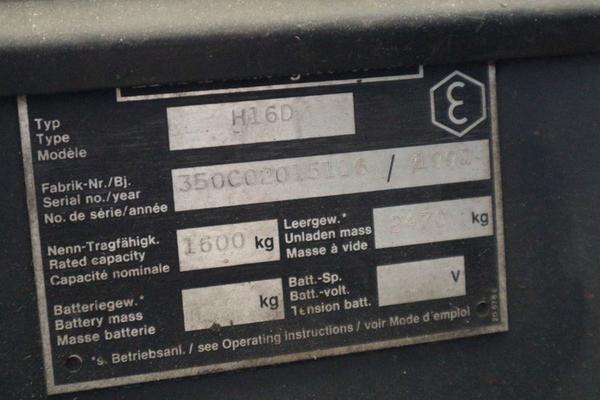 Typ
Type
Modèle
H16D
ε
Fabrik-Nr./Bj.
Serial no./year
No. de série/année
350C02015106 /
Nenn-Tragfähigk.
Rated capacity
Capacité nominale
1600 kg
Leergew.*
Unladen mass
Masse à vide
kg
Batteriegew.*
Battery mass
Masse batterie
kg
Batt.-Sp.
Batt.-volt.
Tension batt.
V
*s. Betriebsanl. / see Operating instructions / voir Mode d'emploi